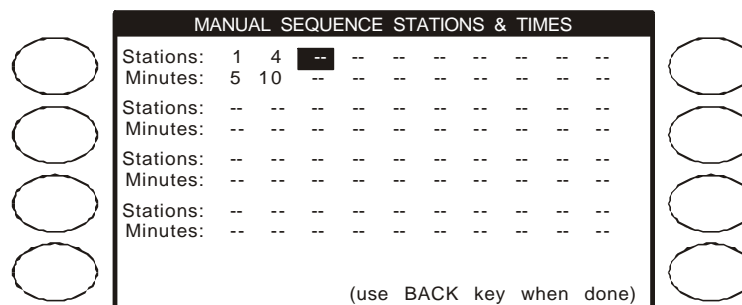 MANUAL SEQUENCE STATIONS & TIMES
Stations: 1 4 -- -- -- -- -- -- -- --
Minutes: 5 10 -- -- -- -- -- -- -- --
Stations: -- -- -- -- -- -- -- -- -- --
Minutes: -- -- -- -- -- -- -- -- -- --
Stations: -- -- -- -- -- -- -- -- -- --
Minutes: -- -- -- -- -- -- -- -- -- --
Stations: -- -- -- -- -- -- -- -- -- --
Minutes: -- -- -- -- -- -- -- -- -- --
(use BACK key when done)